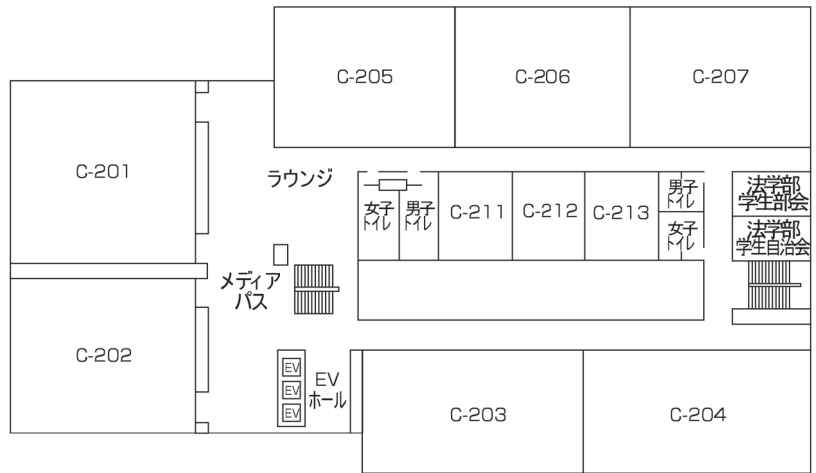 C-205
C-206
C-207
C-201
ラウンジ
女子
トイレ
男子
トイレ
C-211
C-212
C-213
男子
トイレ
女子
トイレ
法学部
学生部会
法学部
学生自治会
メディア
パス
C-202
EV
EV
EV
EV
ホール
C-203
C-204